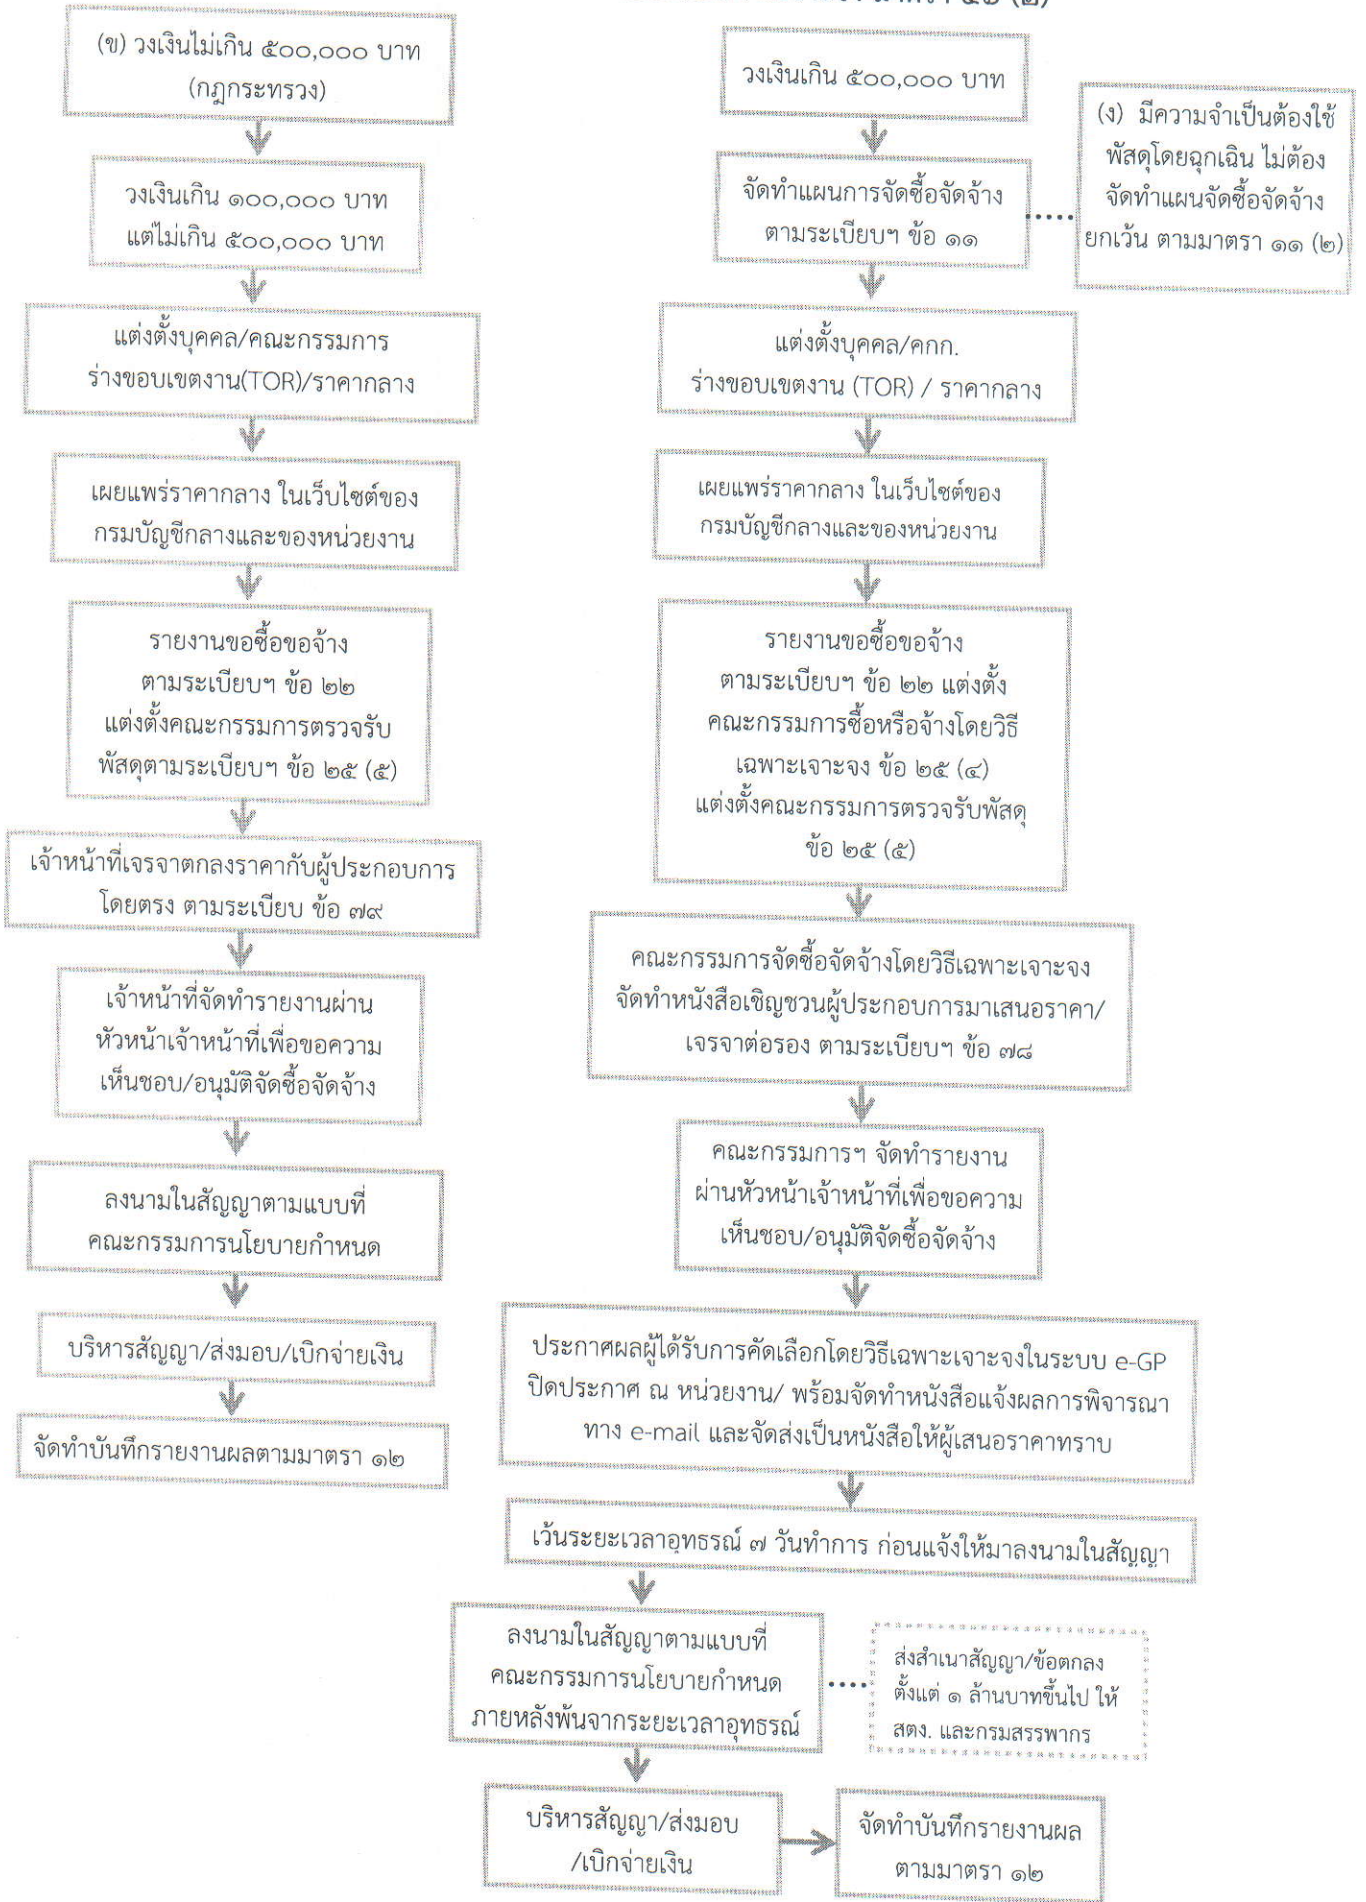 (ข) วงเงินไม่เกิน ๕๐๐,๐๐๐ บาท
(กฎกระทรวง)
วงเงินเกิน ๑๐๐,๐๐๐ บาท
แต่ไม่เกิน ๕๐๐,๐๐๐ บาท
แต่งตั้งบุคคล/คณะกรรมการ
ร่างขอบเขตงาน(TOR)/ราคากลาง
เผยแพร่ราคากลาง ในเว็บไซต์ของ
กรมบัญชีกลางและของหน่วยงาน
รายงานขอซื้อขอจ้าง
ตามระเบียบฯ ข้อ ๒๒
แต่งตั้งคณะกรรมการตรวจรับ
พัสดุตามระเบียบฯ ข้อ ๒๕ (๕)
เจ้าหน้าที่เจรจาตกลงราคากับผู้ประกอบการ
โดยตรง ตามระเบียบ ข้อ ๗๙
เจ้าหน้าที่จัดทำรายงานผ่าน
หัวหน้าเจ้าหน้าที่เพื่อขอความ
เห็นชอบ/อนุมัติจัดซื้อจัดจ้าง
ลงนามในสัญญาตามแบบที่
คณะกรรมการนโยบายกำหนด
บริหารสัญญา/ส่งมอบ/เบิกจ่ายเงิน
จัดทำบันทึกรายงานผลตามมาตรา ๑๒
(๒)
วงเงินเกิน ๕๐๐,๐๐๐ บาท
จัดทำแผนการจัดซื้อจัดจ้าง
ตามระเบียบฯ ข้อ ๑๑
(ง) มีความจำเป็นต้องใช้
พัสดุโดยฉุกเฉิน ไม่ต้อง
จัดทำแผนจัดซื้อจัดจ้าง
ยกเว้น ตามมาตรา ๑๑ (๒)
แต่งตั้งบุคคล/คกก.
ร่างขอบเขตงาน (TOR) / ราคากลาง
เผยแพร่ราคากลาง ในเว็บไซต์ของ
กรมบัญชีกลางและของหน่วยงาน
รายงานขอซื้อขอจ้าง
ตามระเบียบฯ ข้อ ๒๒ แต่งตั้ง
คณะกรรมการซื้อหรือจ้างโดยวิธี
เฉพาะเจาะจง ข้อ ๒๕ (๔)
แต่งตั้งคณะกรรมการตรวจรับพัสดุ
ข้อ ๒๕ (๕)
คณะกรรมการจัดซื้อจัดจ้างโดยวิธีเฉพาะเจาะจง
จัดทำหนังสือเชิญชวนผู้ประกอบการมาเสนอราคา/
เจรจาต่อรอง ตามระเบียบฯ ข้อ ๗๘
คณะกรรมการฯ จัดทำรายงาน
ผ่านหัวหน้าเจ้าหน้าที่เพื่อขอความ
เห็นชอบ/อนุมัติจัดซื้อจัดจ้าง
ประกาศผลผู้ได้รับการคัดเลือกโดยวิธีเฉพาะเจาะจงในระบบ e-GP
ปิดประกาศ ณ หน่วยงาน/ พร้อมจัดทำหนังสือแจ้งผลการพิจารณา
ทาง e-mail และจัดส่งเป็นหนังสือให้ผู้เสนอราคาทราบ
เว้นระยะเวลาอุทธรณ์ ๗ วันทำการ ก่อนแจ้งให้มาลงนามในสัญญา
ลงนามในสัญญาตามแบบที่
คณะกรรมการนโยบายกำหนด
ภายหลังพ้นจากระยะเวลาอุทธรณ์
ส่งสำเนาสัญญา/ข้อตกลง
ตั้งแต่ ๑ ล้านบาทขึ้นไป ให้
สตง. และกรมสรรพากร
บริหารสัญญา/ส่งมอบ
/เบิกจ่ายเงิน
จัดทำบันทึกรายงานผล
ตามมาตรา ๑๒